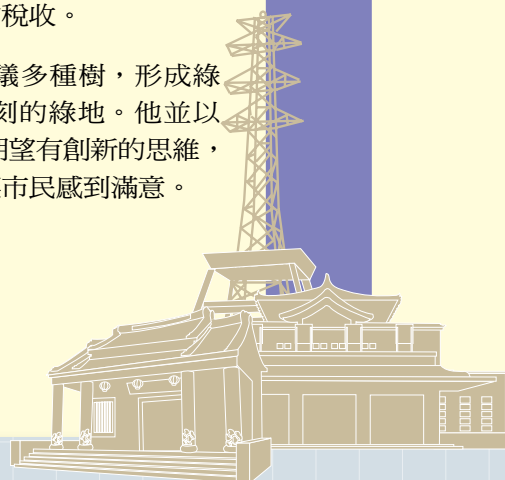 稅收。
議多種樹，形成綠
刻的綠地。他並以
期望有創新的思維，
市民感到滿意。